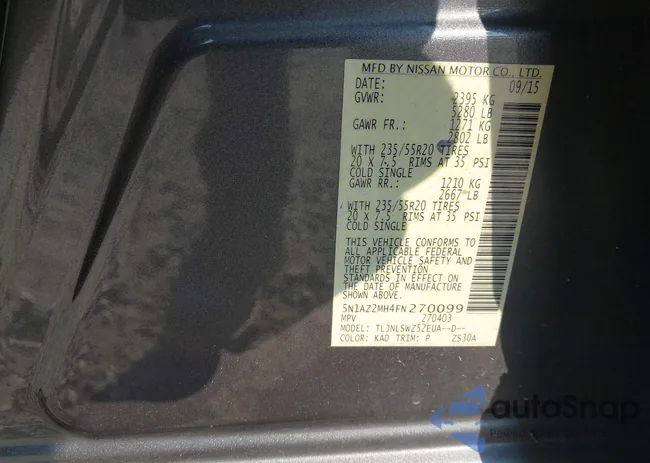 MFD BY NISSAN MOTOR CO., LTD.
DATE: 09/15
GVWR: 2395 KG
5280 LB
GAWR FR.: 1271 KG
2802 LB
WITH 235/55R20 TIRES
20 X 7.5 RIMS AT 35 PSI
COLD SINGLE
GAWR RR.: 1210 KG
2667 LB
WITH 235/55R20 TIRES
20 X 7.5 RIMS AT 35 PSI
COLD SINGLE
THIS VEHICLE CONFORMS TO
ALL APPLICABLE FEDERAL
MOTOR VEHICLE SAFETY AND
THEFT PREVENTION
STANDARDS IN EFFECT ON
THE DATE OF MANUFACTURE
SHOWN ABOVE.
5N1AZ2MH4FN270099
MPV 270403
MODEL: TLJNLSWZ52EUA--D--
COLOR: KAD TRIM: P ZS30A
autoSnap